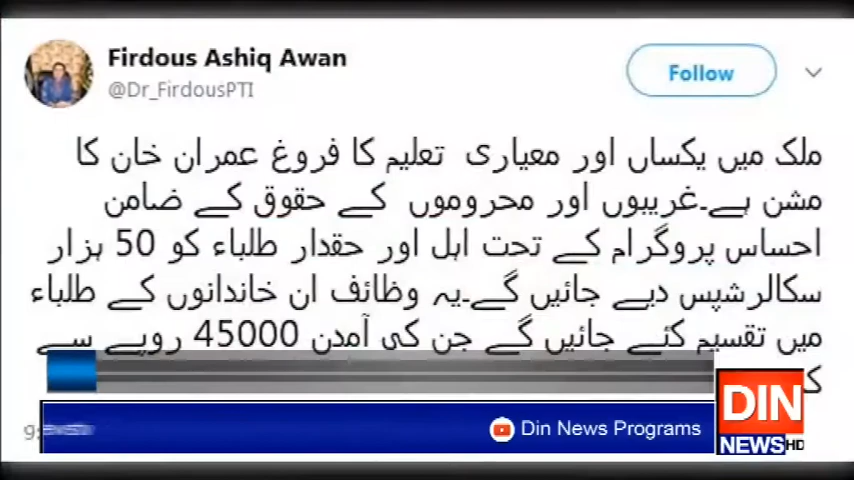 Firdous Ashiq Awan
@Dr_FirdousPTI
Follow
ملک میں یکساں اور معیاری تعلیم کا فروغ عمران خان کا
مشن ہے۔غریبوں اور محروموں کے حقوق کے ضامن
احساس پروگرام کے تحت اہل اور حقدار طلباء کو 50 ہزار
سکالرشپس دیے جائیں گے۔یہ وظائف ان خاندانوں کے طلباء
میں تقسیم کئے جائیں گے جن کی آمدن 45000 روپے سے
Din News Programs
DIN
NEWS HD